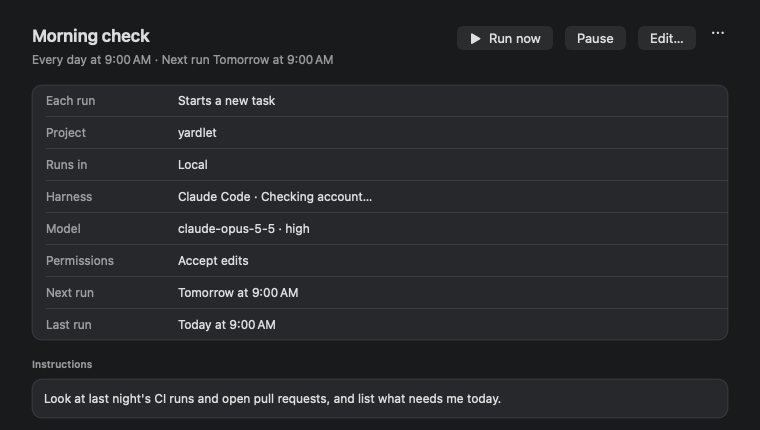 Morning check
Run now
Pause
Edit...
...
Every day at 9:00 AM · Next run Tomorrow at 9:00 AM
Each run Starts a new task
Project yardlet
Runs in Local
Harness Claude Code · Checking account...
Model claude-opus-5-5 · high
Permissions Accept edits
Next run Tomorrow at 9:00 AM
Last run Today at 9:00 AM
Instructions
Look at last night's CI runs and open pull requests, and list what needs me today.